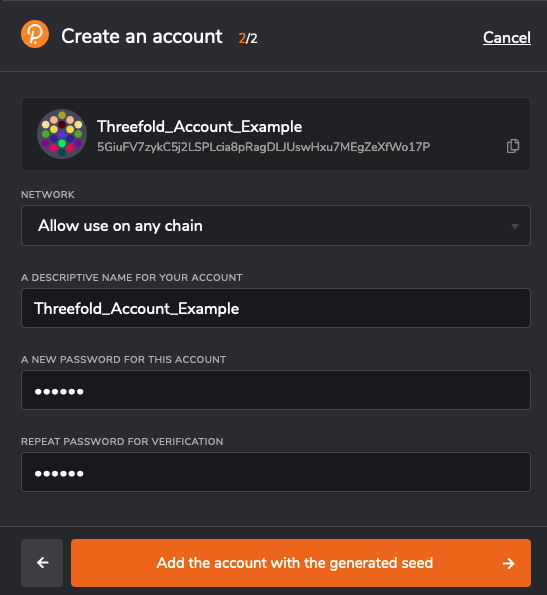 Create an account 2/2 Cancel
Threefold_Account_Example
5GiuFV7zykC5j2LSPLcia8pRagDLJUswHxu7MEgZeXfWo17P
NETWORK
Allow use on any chain
A DESCRIPTIVE NAME FOR YOUR ACCOUNT
Threefold_Account_Example
A NEW PASSWORD FOR THIS ACCOUNT
••••••
REPEAT PASSWORD FOR VERIFICATION
••••••
Add the account with the generated seed